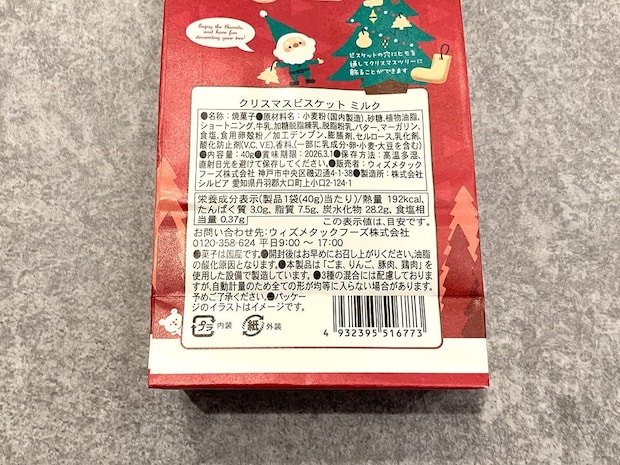 Enjoy the Biscuits,
and have fun
decorating your tree!
ビスケットの穴にヒモを
通してクリスマスツリーに
飾ることができます
クリスマスビスケット ミルク
●名称:焼菓子●原材料名:小麦粉(国内製造)、砂糖、植物油脂、
ショートニング、牛乳、加糖脱脂練乳、脱脂粉乳、バター、マーガリン、
食塩、食用卵殻粉/加工デンプン、膨脹剤、セルロース、乳化剤、
酸化防止剤(V.C、V.E)、香料、(一部に乳成分・卵・小麦・大豆を含む)
●内容量:40g●賞味期限:2026.3.1●保存方法:高温多湿、
直射日光を避けて保存してください。●販売者:ウィズメタック
フーズ株式会社 神戸市中央区磯辺通4-1-38●製造所:株式会社
シルビア 愛知県丹羽郡大口町上小口2-124-1
栄養成分表示(製品1袋(40g)当たり)/熱量 192kcal、
たんぱく質 3.0g、脂質 7.5g、炭水化物 28.2g、食塩相
当量 0.37g この表示値は、目安です。
お問い合わせ先:ウィズメタックフーズ株式会社
0120-358-624 平日9:00 〜 17:00
●菓子は国産です。●開封後はお早めにお召し上がりください。油脂
の酸化原因となります。●本製品は「ごま、りんご、豚肉、鶏肉」を
使用した設備で製造しています。●3種の混合には配慮しており
ますが、自動計量のため全ての形が均等に入らない場合があります。
予めご了承ください。●パッケー
ジのイラストはイメージです。
プラ 内装 紙 外装
4 932395 516773